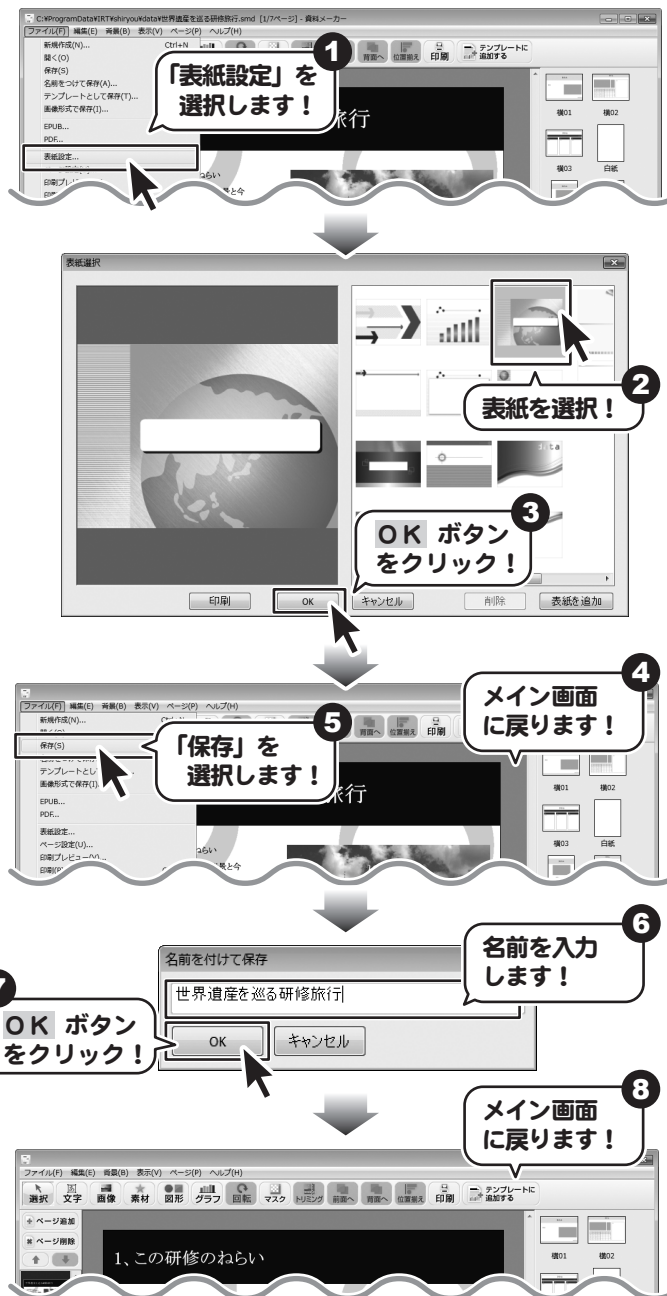 C:¥ProgramData¥IRT¥shiryou¥data¥世界遺産を巡る研修旅行.smd [1/7ページ] - 資料メーカー
ファイル(F) 編集(E) 背景(B) 表示(V) ページ(P) ヘルプ(H)
新規作成(N)... Ctrl+N
開く(O)
保存(S)
名前をつけて保存(A)...
テンプレートとして保存(T)...
画像形式で保存(I)...
EPUB...
PDF...
表紙設定...
背面へ 位置揃え 印刷 テンプレートに追加する
1
「表紙設定」を
選択します！
旅行
ねらい
景と今
横01 横02
横03 白紙
表紙選択
2
表紙を選択！
3
OK ボタン
をクリック！
印刷 OK キャンセル 削除 表紙を追加
4
メイン画面
に戻ります！
ファイル(F) 編集(E) 背景(B) 表示(V) ページ(P) ヘルプ(H)
新規作成(N)...
保存(S)
画像形式で保存(I)
EPUB...
PDF...
表紙設定...
ページ設定(U)...
背面へ 位置揃え 印刷
5
「保存」を
選択します！
旅行
ねらい
景と今
横01 横02
横03 白紙
6
名前を入力
します！
名前を付けて保存
世界遺産を巡る研修旅行
OK キャンセル
7
OK ボタン
をクリック！
8
メイン画面
に戻ります！
ファイル(F) 編集(E) 背景(B) 表示(V) ページ(P) ヘルプ(H)
選択 文字 画像 素材 図形 グラフ 回転 マスク トリミング 前面へ 背面へ 位置揃え 印刷 テンプレートに追加する
ページ追加
ページ削除
1、この研修のねらい
横01 横02